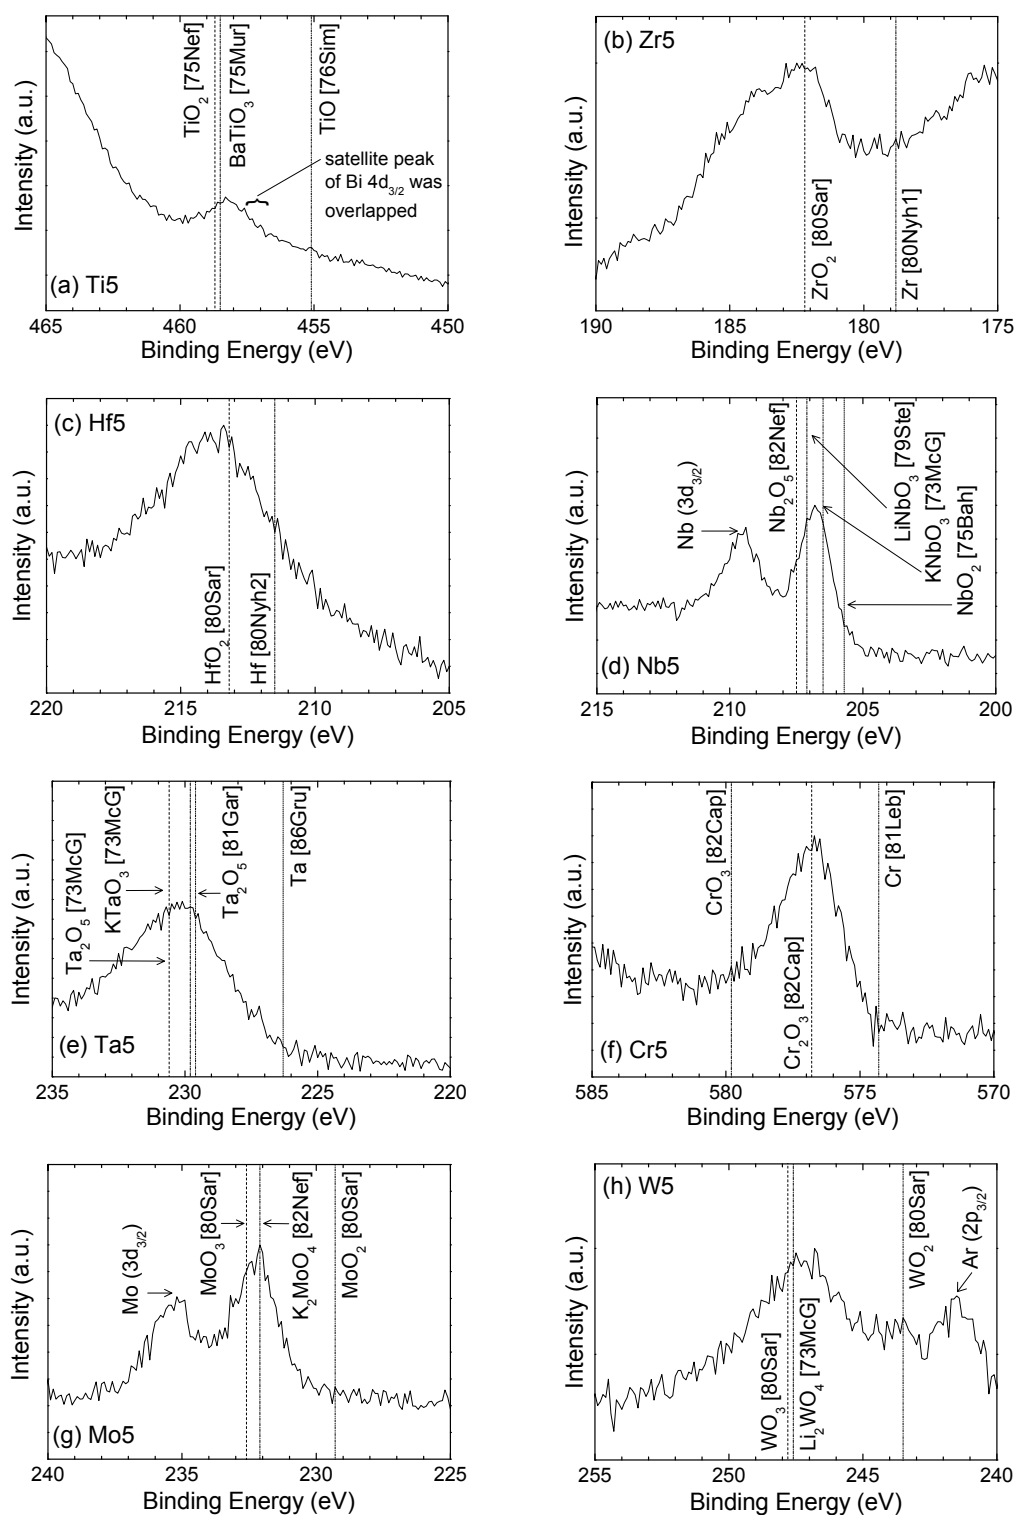 Intensity (a.u.)
TiO2 [75Nef]
BaTiO3 [75Mur]
TiO [76Sim]
satellite peak
of Bi 4d3/2 was
overlapped
(a) Ti5
465 460 455 450
Binding Energy (eV)
Intensity (a.u.)
(b) Zr5
ZrO2 [80Sar]
Zr [80Nyh1]
190 185 180 175
Binding Energy (eV)
Intensity (a.u.)
(c) Hf5
HfO2 [80Sar]
Hf [80Nyh2]
220 215 210 205
Binding Energy (eV)
Intensity (a.u.)
Nb (3d3/2)
Nb2O5 [82Nef]
LiNbO3 [79Ste]
KNbO3 [73McG]
NbO2 [75Bah]
(d) Nb5
215 210 205 200
Binding Energy (eV)
Intensity (a.u.)
Ta2O5 [73McG]
KTaO3 [73McG]
Ta2O5 [81Gar]
Ta [86Gru]
(e) Ta5
235 230 225 220
Binding Energy (eV)
Intensity (a.u.)
CrO3 [82Cap]
Cr2O3 [82Cap]
Cr [81Leb]
(f) Cr5
585 580 575 570
Binding Energy (eV)
Intensity (a.u.)
Mo (3d3/2)
MoO3 [80Sar]
K2MoO4 [82Nef]
MoO2 [80Sar]
(g) Mo5
240 235 230 225
Binding Energy (eV)
Intensity (a.u.)
(h) W5
WO3 [80Sar]
Li2WO4 [73McG]
WO2 [80Sar]
Ar (2p3/2)
255 250 245 240
Binding Energy (eV)